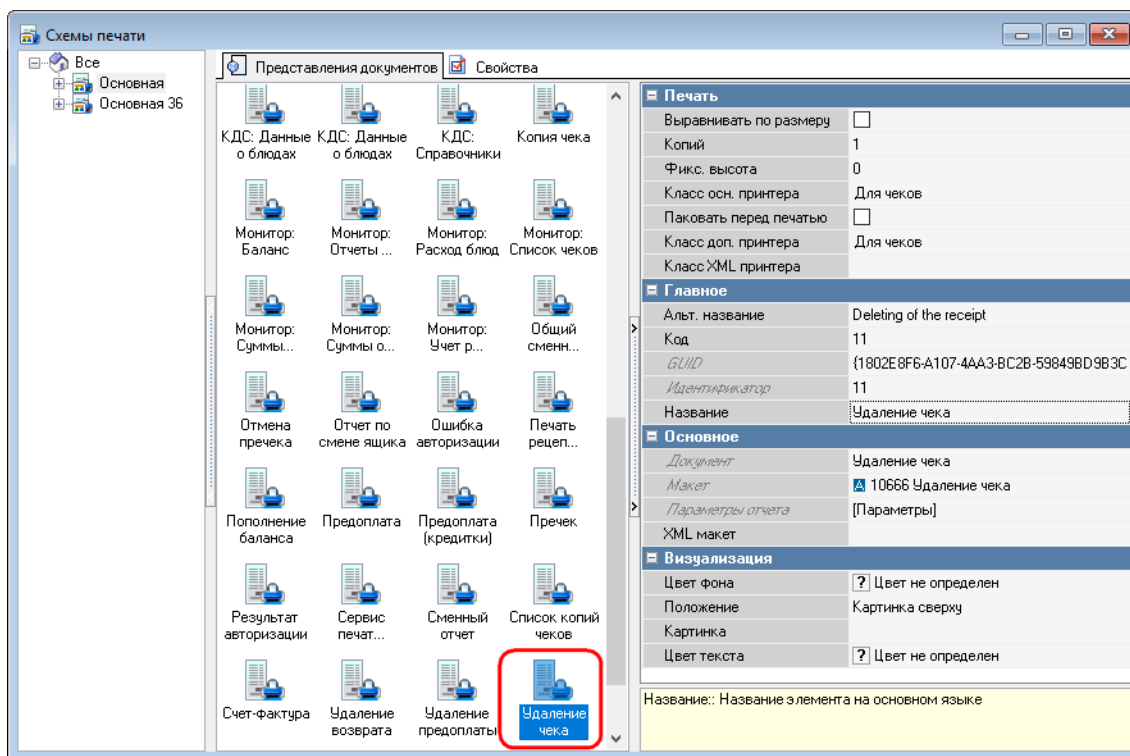 Схемы печати
Все
Основная
Основная 36
Представления документов
Свойства
КДС: Данные о блюдах
КДС: Данные о блюдах
КДС: Справочники
Копия чека
Монитор: Баланс
Монитор: Отчеты ...
Монитор: Расход блюд
Монитор: Список чеков
Монитор: Суммы...
Монитор: Суммы о...
Монитор: Учет р...
Общий сменн...
Отмена пречека
Отчет по смене ящика
Ошибка авторизации
Печать рецеп...
Пополнение баланса
Предоплата
Предоплата (кредитки)
Пречек
Результат авторизации
Сервис печат...
Сменный отчет
Список копий чеков
Счет-фактура
Удаление возврата
Удаление предоплаты
Удаление чека
Печать
Выравнивать по размеру
Копий 1
Фикс. высота 0
Класс осн. принтера Для чеков
Паковать перед печатью
Класс доп. принтера Для чеков
Класс XML принтера
Главное
Альт. название Deleting of the receipt
Код 11
GUID {1802E8F6-A107-4AA3-BC2B-59849BD9B3C
Идентификатор 11
Название Удаление чека
Основное
Документ Удаление чека
Макет A 10666 Удаление чека
Параметры отчета [Параметры]
XML макет
Визуализация
Цвет фона ? Цвет не определен
Положение Картинка сверху
Картинка
Цвет текста ? Цвет не определен
Название:: Название элемента на основном языке